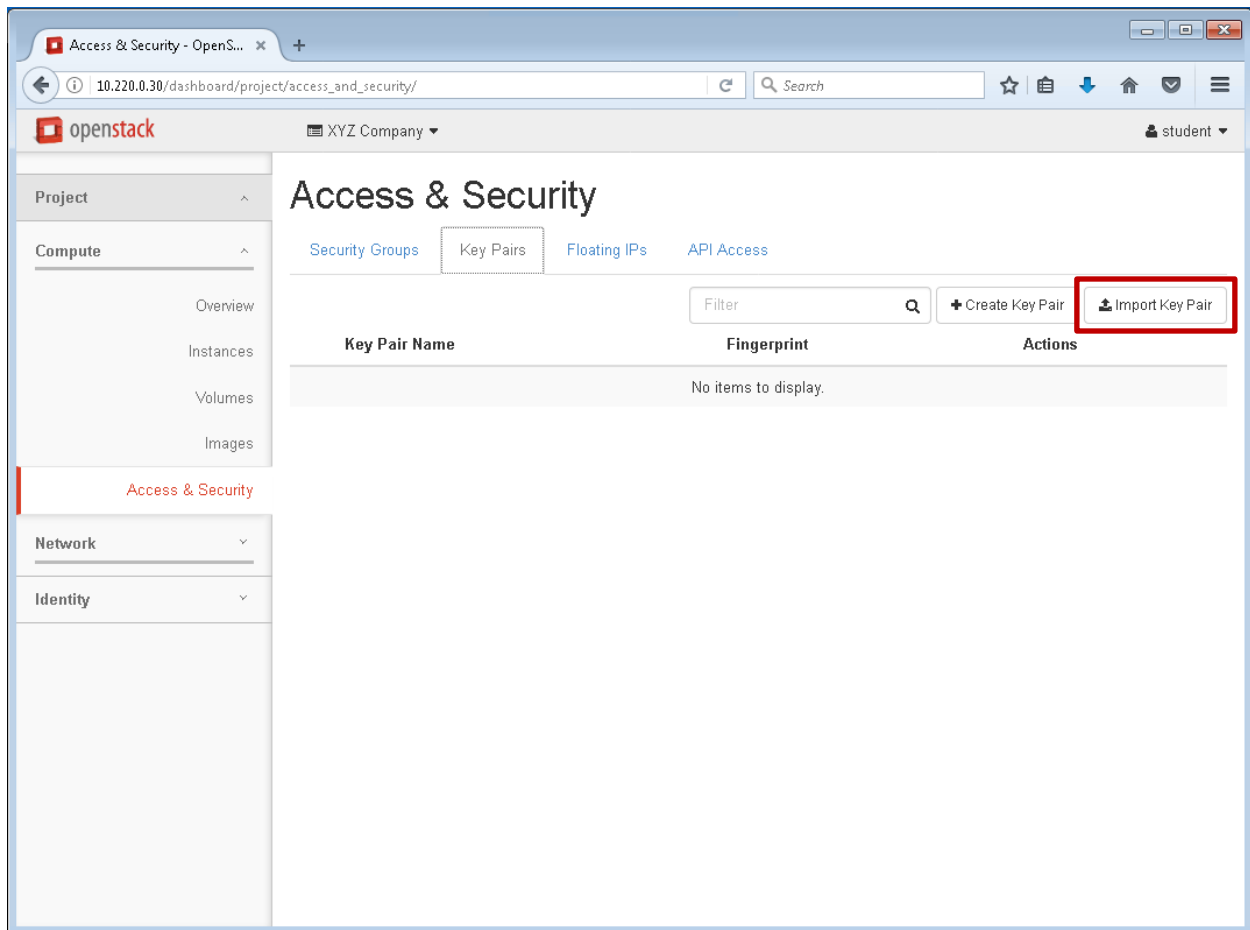 Access & Security - OpenS... × +
10.220.0.30/dashboard/project/access_and_security/ Search
openstack XYZ Company student
Project
Access & Security
Compute
Security Groups Key Pairs Floating IPs API Access
Overview
Filter Create Key Pair Import Key Pair
Instances
Key Pair Name Fingerprint Actions
No items to display.
Volumes
Images
Access & Security
Network
Identity